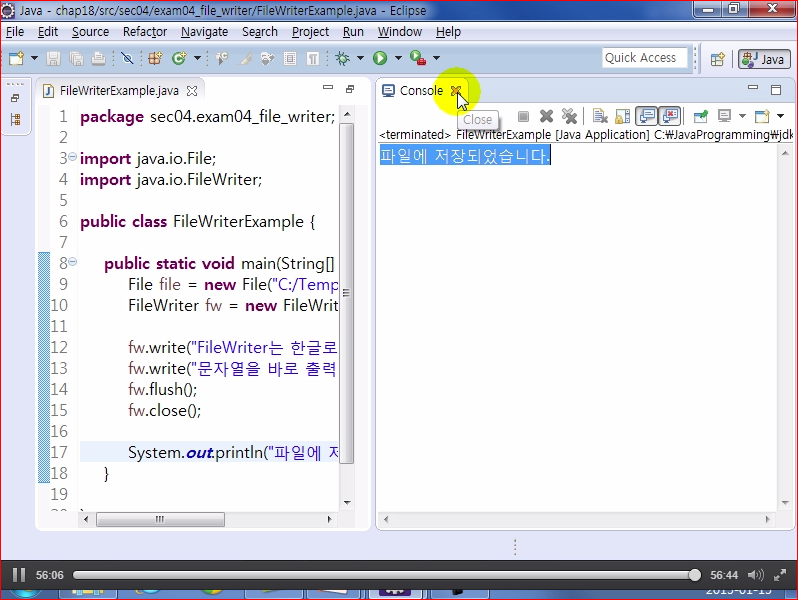 Java - chap18/src/sec04/exam04_file_writer/FileWriterExample.java - Eclipse
File Edit Source Refactor Navigate Search Project Run Window Help
Quick Access
Java
FileWriterExample.java
Console
Close
<terminated> FileWriterExample [Java Application] C:₩JavaProgramming₩jdk
파일에 저장되었습니다.
1 package sec04.exam04_file_writer;
2
3 import java.io.File;
4 import java.io.FileWriter;
5
6 public class FileWriterExample {
7
8 public static void main(String[]
9 File file = new File("C:/Temp
10 FileWriter fw = new FileWrit
11
12 fw.write("FileWriter는 한글로
13 fw.write("문자열을 바로 출력
14 fw.flush();
15 fw.close();
16
17 System.out.println("파일에 저
18 }
19
56:06
56:44
2015-01-15